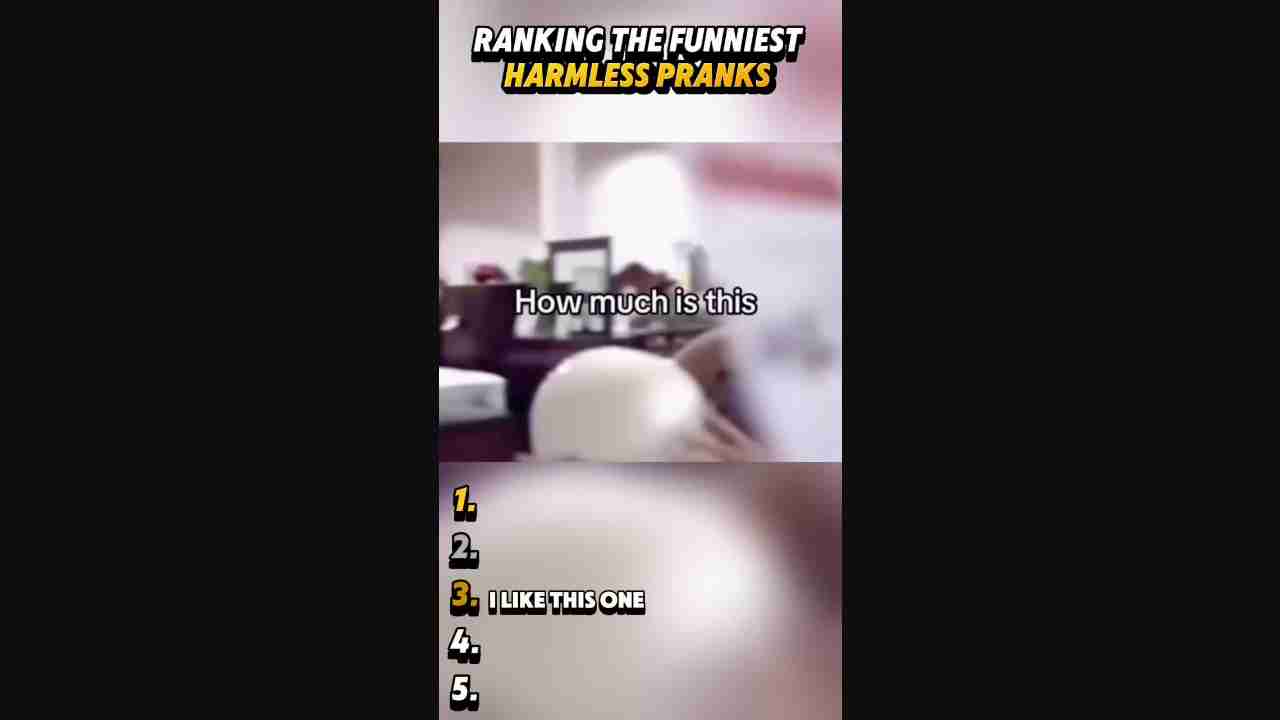 RANKING THE FUNNIEST
HARMLESS PRANKS
How much is this
1.
2.
3. I LIKE THIS ONE
4.
5.